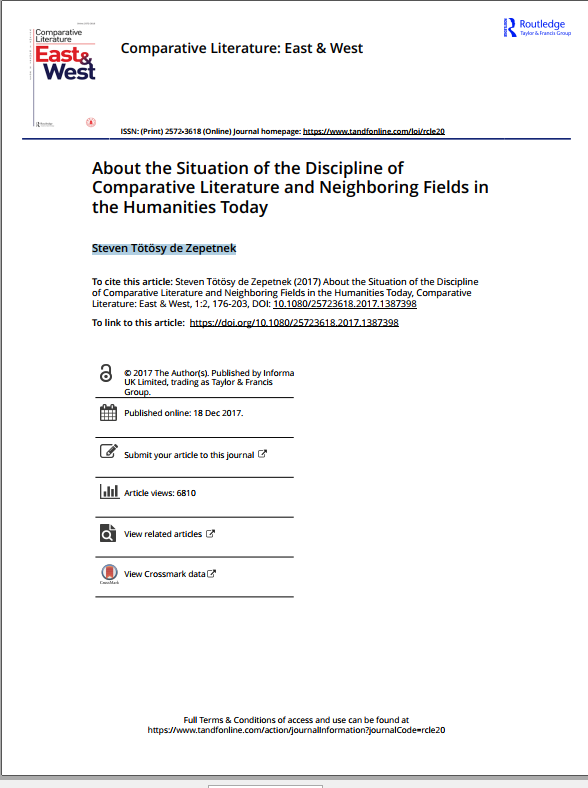 Comparative
Literature
East&
West
Routledge
Taylor & Francis Group
Comparative Literature: East & West
ISSN: (Print) 2572-3618 (Online) Journal homepage: https://www.tandfonline.com/loi/rcle20
About the Situation of the Discipline of
Comparative Literature and Neighboring Fields in
the Humanities Today
Steven Tötösy de Zepetnek
To cite this article: Steven Tötösy de Zepetnek (2017) About the Situation of the Discipline
of Comparative Literature and Neighboring Fields in the Humanities Today, Comparative
Literature: East & West, 1:2, 176-203, DOI: 10.1080/25723618.2017.1387398
To link to this article: https://doi.org/10.1080/25723618.2017.1387398
© 2017 The Author(s). Published by Informa
UK Limited, trading as Taylor & Francis
Group.
Published online: 18 Dec 2017.
Submit your article to this journal
Article views: 6810
View related articles
View Crossmark data
CrossMark
Full Terms & Conditions of access and use can be found at
https://www.tandfonline.com/action/journalInformation?journalCode=rcle20